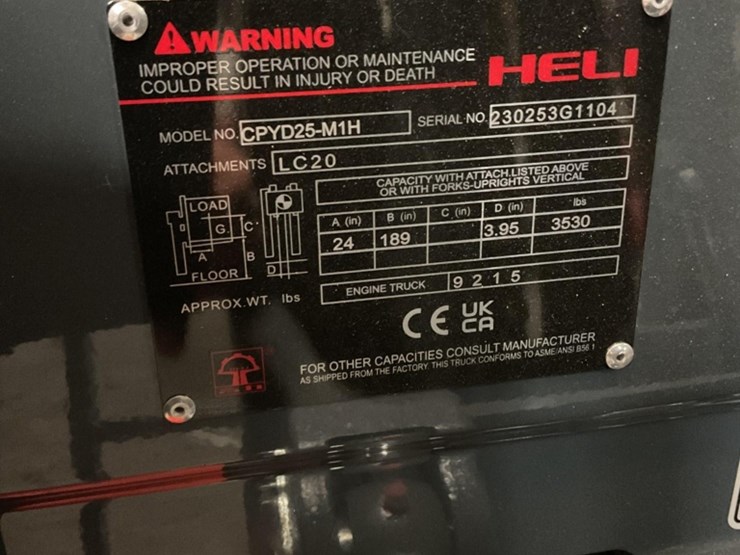 WARNING
IMPROPER OPERATION OR MAINTENANCE
COULD RESULT IN INJURY OR DEATH
HELI
MODEL NO. CPYD25-M1H
SERIAL NO. 230253G1104
ATTACHMENTS LC20
CAPACITY WITH ATTACH.LISTED ABOVE
OR WITH FORKS-UPRIGHTS VERTICAL
LOAD
G.
C
A
B
FLOOR
D
A (in) B (in) C (in) D (in) lbs
24 189 3.95 3530
APPROX.WT. lbs
ENGINE TRUCK 9215
CE UK
CA
FOR OTHER CAPACITIES CONSULT MANUFACTURER
AS SHIPPED FROM THE FACTORY THIS TRUCK CONFORMS TO ASME/ANSI B56.1